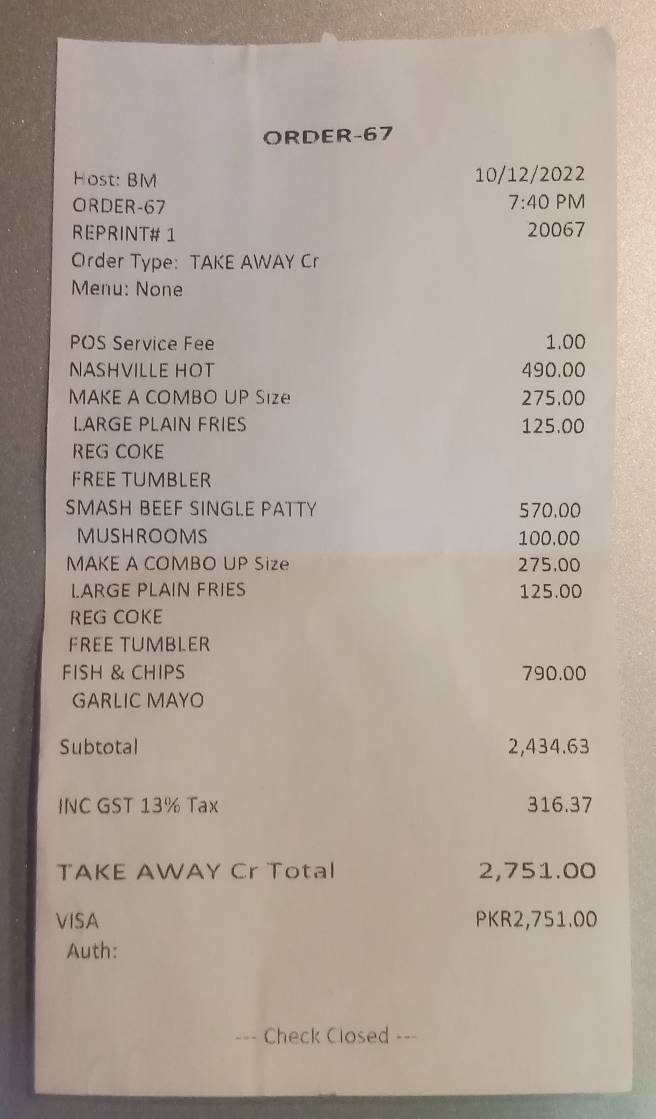 ORDER-67
Host: BM 10/12/2022
ORDER-67 7:40 PM
REPRINT# 1 20067
Order Type: TAKE AWAY Cr
Menu: None
POS Service Fee 1.00
NASHVILLE HOT 490.00
MAKE A COMBO UP Size 275.00
LARGE PLAIN FRIES 125.00
REG COKE
FREE TUMBLER
SMASH BEEF SINGLE PATTY 570.00
MUSHROOMS 100.00
MAKE A COMBO UP Size 275.00
LARGE PLAIN FRIES 125.00
REG COKE
FREE TUMBLER
FISH & CHIPS 790.00
GARLIC MAYO
Subtotal 2,434.63
INC GST 13% Tax 316.37
TAKE AWAY Cr Total 2,751.00
VISA PKR2,751.00
Auth:
--- Check Closed ---